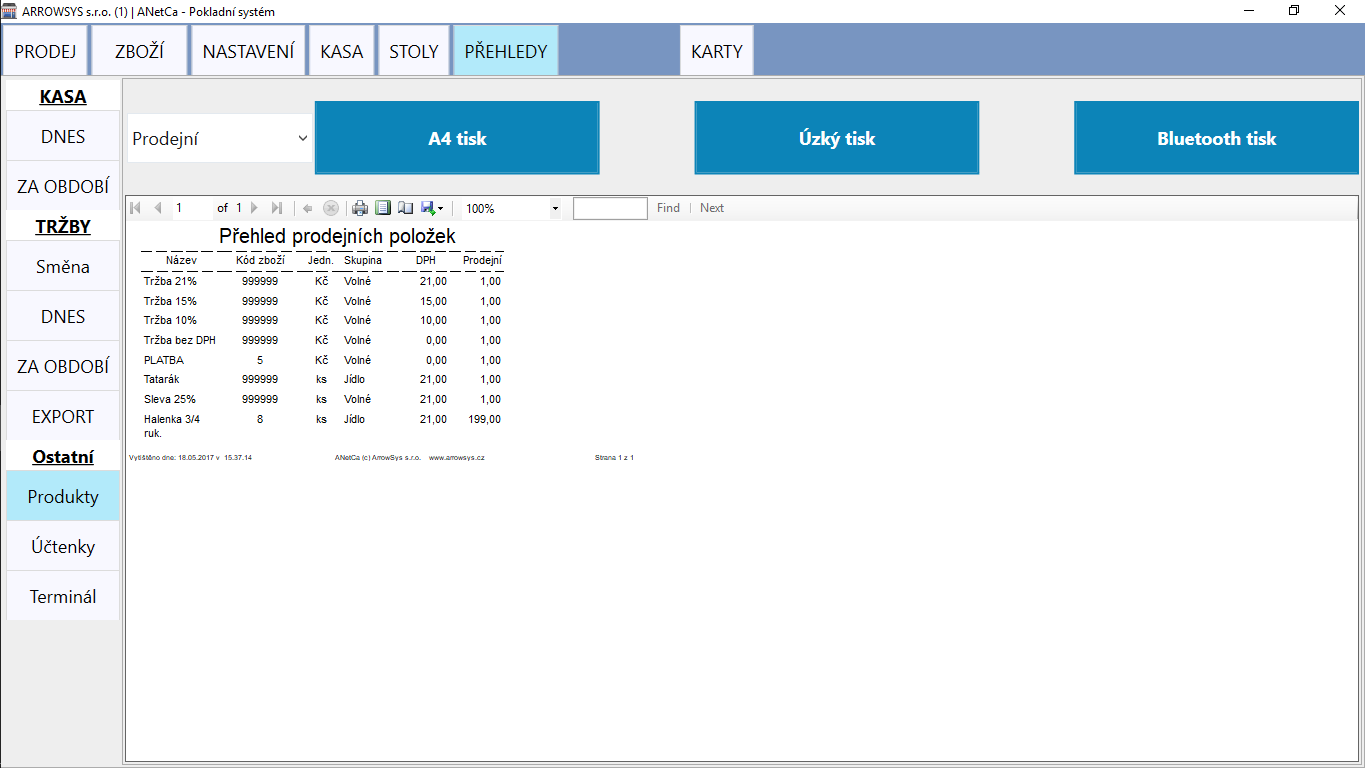 ARROWSYS s.r.o. (1) | ANetCa - Pokladní systém
PRODEJ ZBOŽÍ NASTAVENÍ KASA STOLY PŘEHLEDY KARTY
KASA
DNES
ZA OBDOBÍ
TRŽBY
Směna
DNES
ZA OBDOBÍ
EXPORT
Ostatní
Produkty
Účtenky
Terminál
Prodejní A4 tisk Úzký tisk Bluetooth tisk
1 of 1 100% Find | Next
Přehled prodejních položek
Název Kód zboží Jedn. Skupina DPH Prodejní
Tržba 21% 999999 Kč Volné 21,00 1,00
Tržba 15% 999999 Kč Volné 15,00 1,00
Tržba 10% 999999 Kč Volné 10,00 1,00
Tržba bez DPH 999999 Kč Volné 0,00 1,00
PLATBA 5 Kč Volné 0,00 1,00
Tatarák 999999 ks Jídlo 21,00 1,00
Sleva 25% 999999 ks Volné 21,00 1,00
Halenka 3/4 8 ks Jídlo 21,00 199,00
ruk.
Vytištěno dne: 18.05.2017 v 15.37.14 ANetCa (c) ArrowSys s.r.o. www.arrowsys.cz Strana 1 z 1